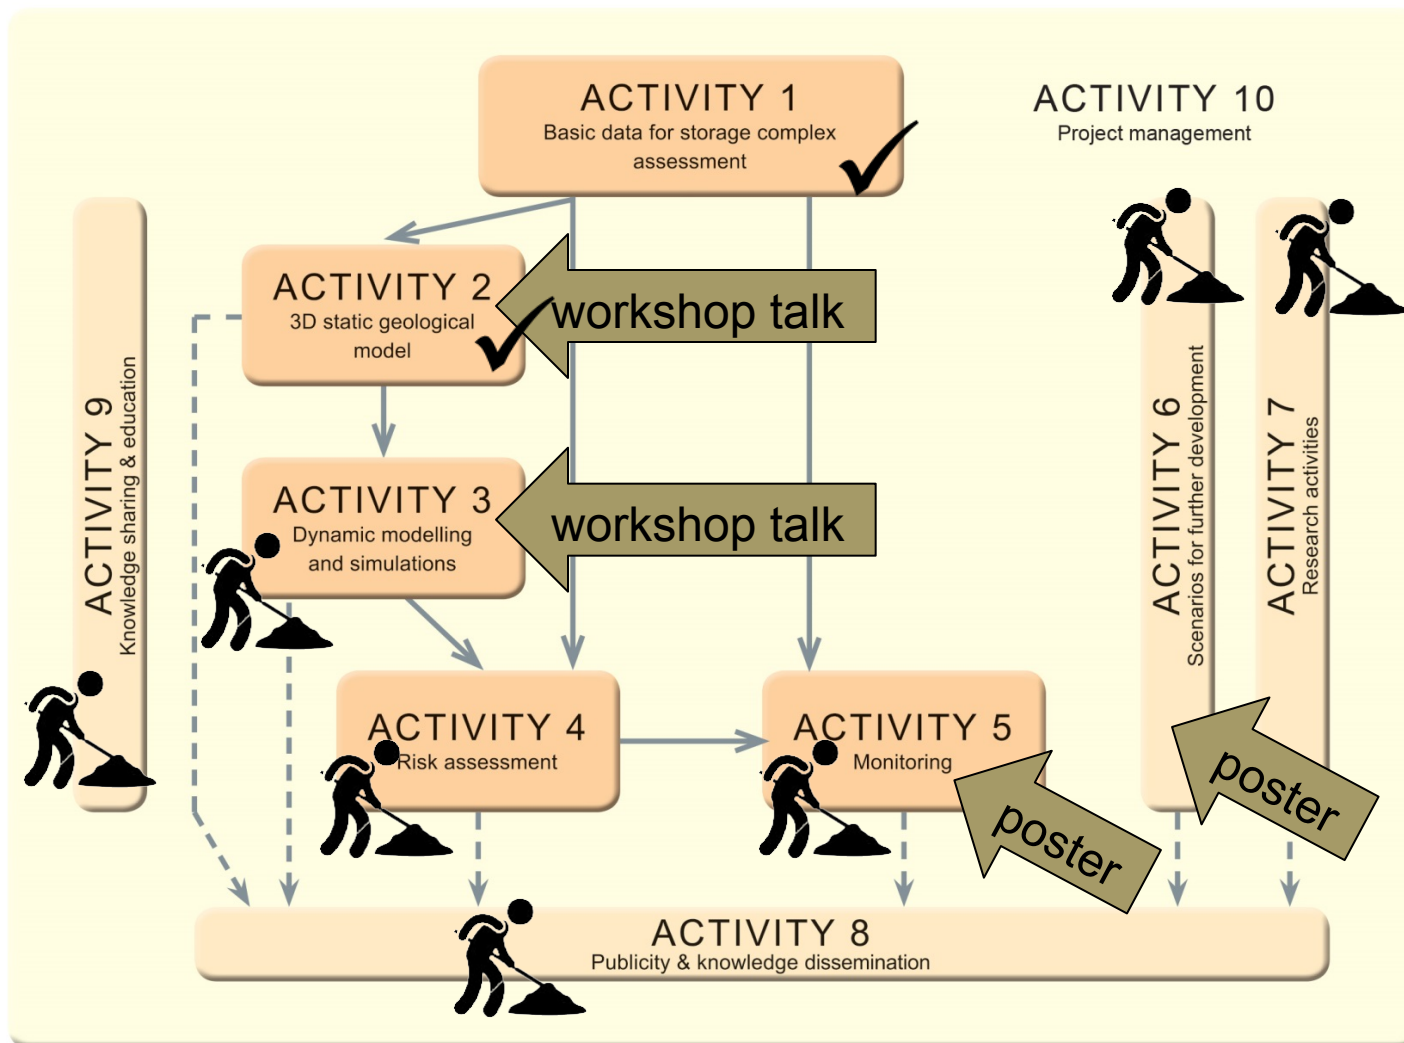 ACTIVITY 1
Basic data for storage complex
assessment
ACTIVITY 10
Project management
ACTIVITY 2
3D static geological
model
workshop talk
ACTIVITY 3
Dynamic modelling
and simulations
workshop talk
ACTIVITY 9
Knowledge sharing & education
ACTIVITY 6
Scenarios for further development
ACTIVITY 7
Research activities
ACTIVITY 4
Risk assessment
ACTIVITY 5
Monitoring
poster
poster
ACTIVITY 8
Publicity & knowledge dissemination